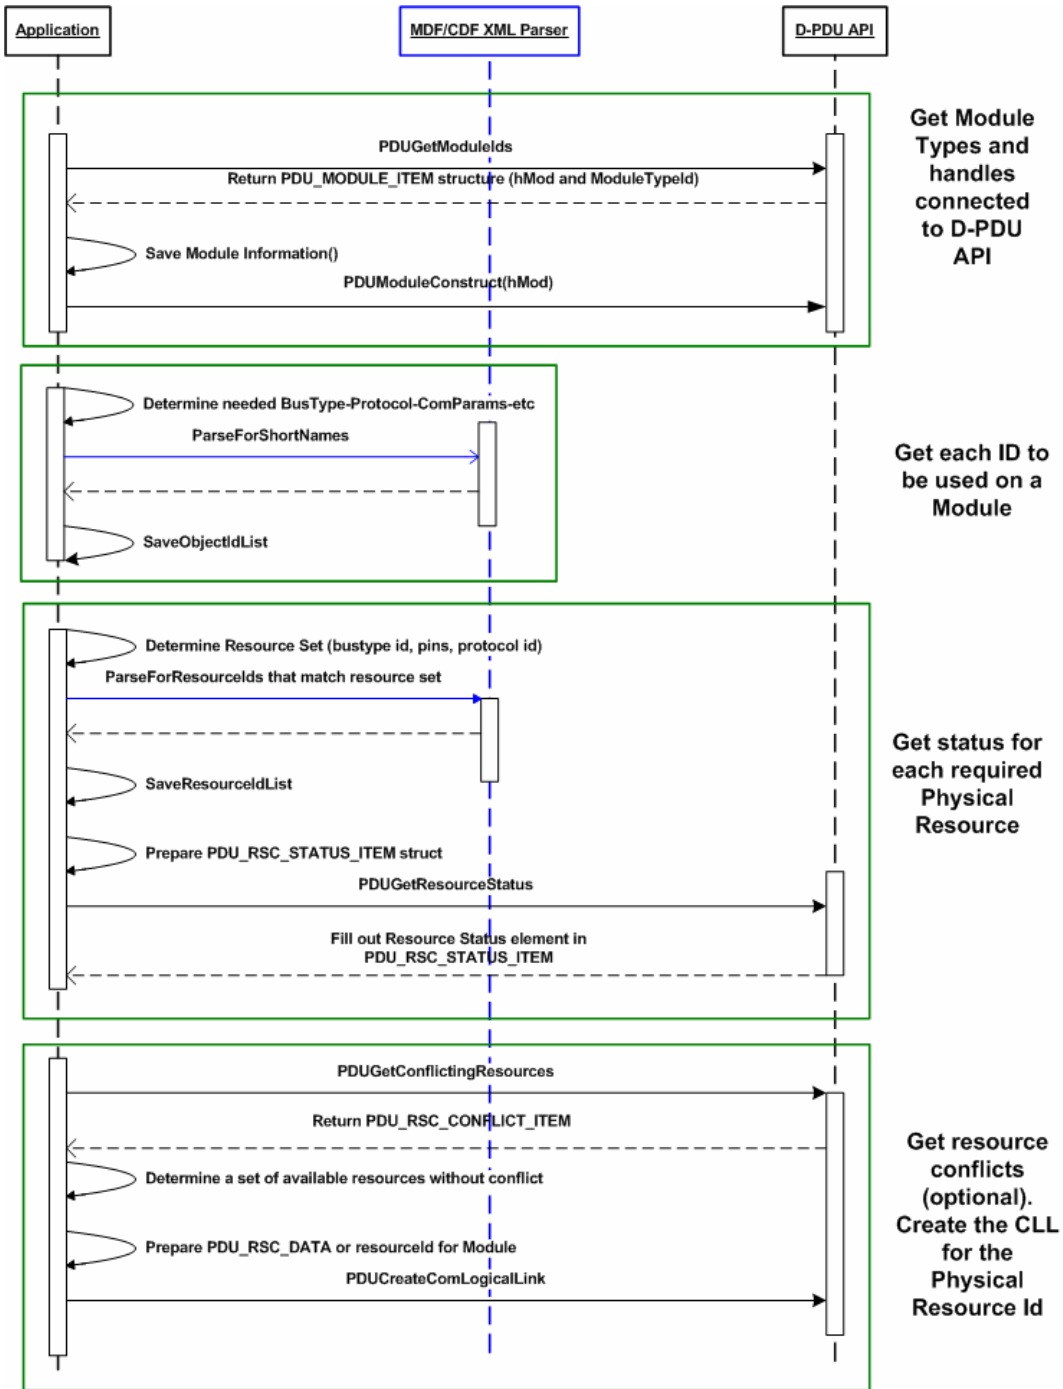 Application
MDF/CDF XML Parser
D-PDU API
PDUGetModuleIds
Return PDU_MODULE_ITEM structure (hMod and ModuleTypeId)
Save Module Information()
PDUModuleConstruct(hMod)
Get Module
Types and
handles
connected
to D-PDU
API
Determine needed BusType-Protocol-ComParams-etc
ParseForShortNames
SaveObjectIdList
Get each ID to
be used on a
Module
Determine Resource Set (bustype id, pins, protocol id)
ParseForResourceIds that match resource set
SaveResourceIdList
Prepare PDU_RSC_STATUS_ITEM struct
PDUGetResourceStatus
Fill out Resource Status element in
PDU_RSC_STATUS_ITEM
Get status for
each required
Physical
Resource
PDUGetConflictingResources
Return PDU_RSC_CONFLICT_ITEM
Determine a set of available resources without conflict
Prepare PDU_RSC_DATA or resourceId for Module
PDUCreateComLogicalLink
Get resource
conflicts
(optional).
Create the CLL
for the
Physical
Resource Id